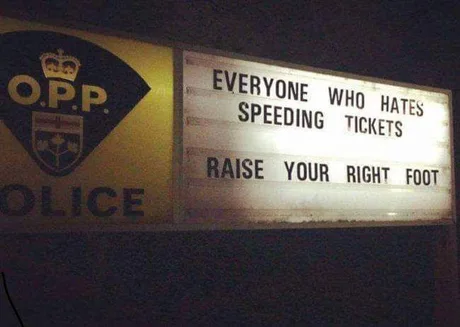 O.P.P.
OLICE
EVERYONE WHO HATES
SPEEDING TICKETS
RAISE YOUR RIGHT FOOT